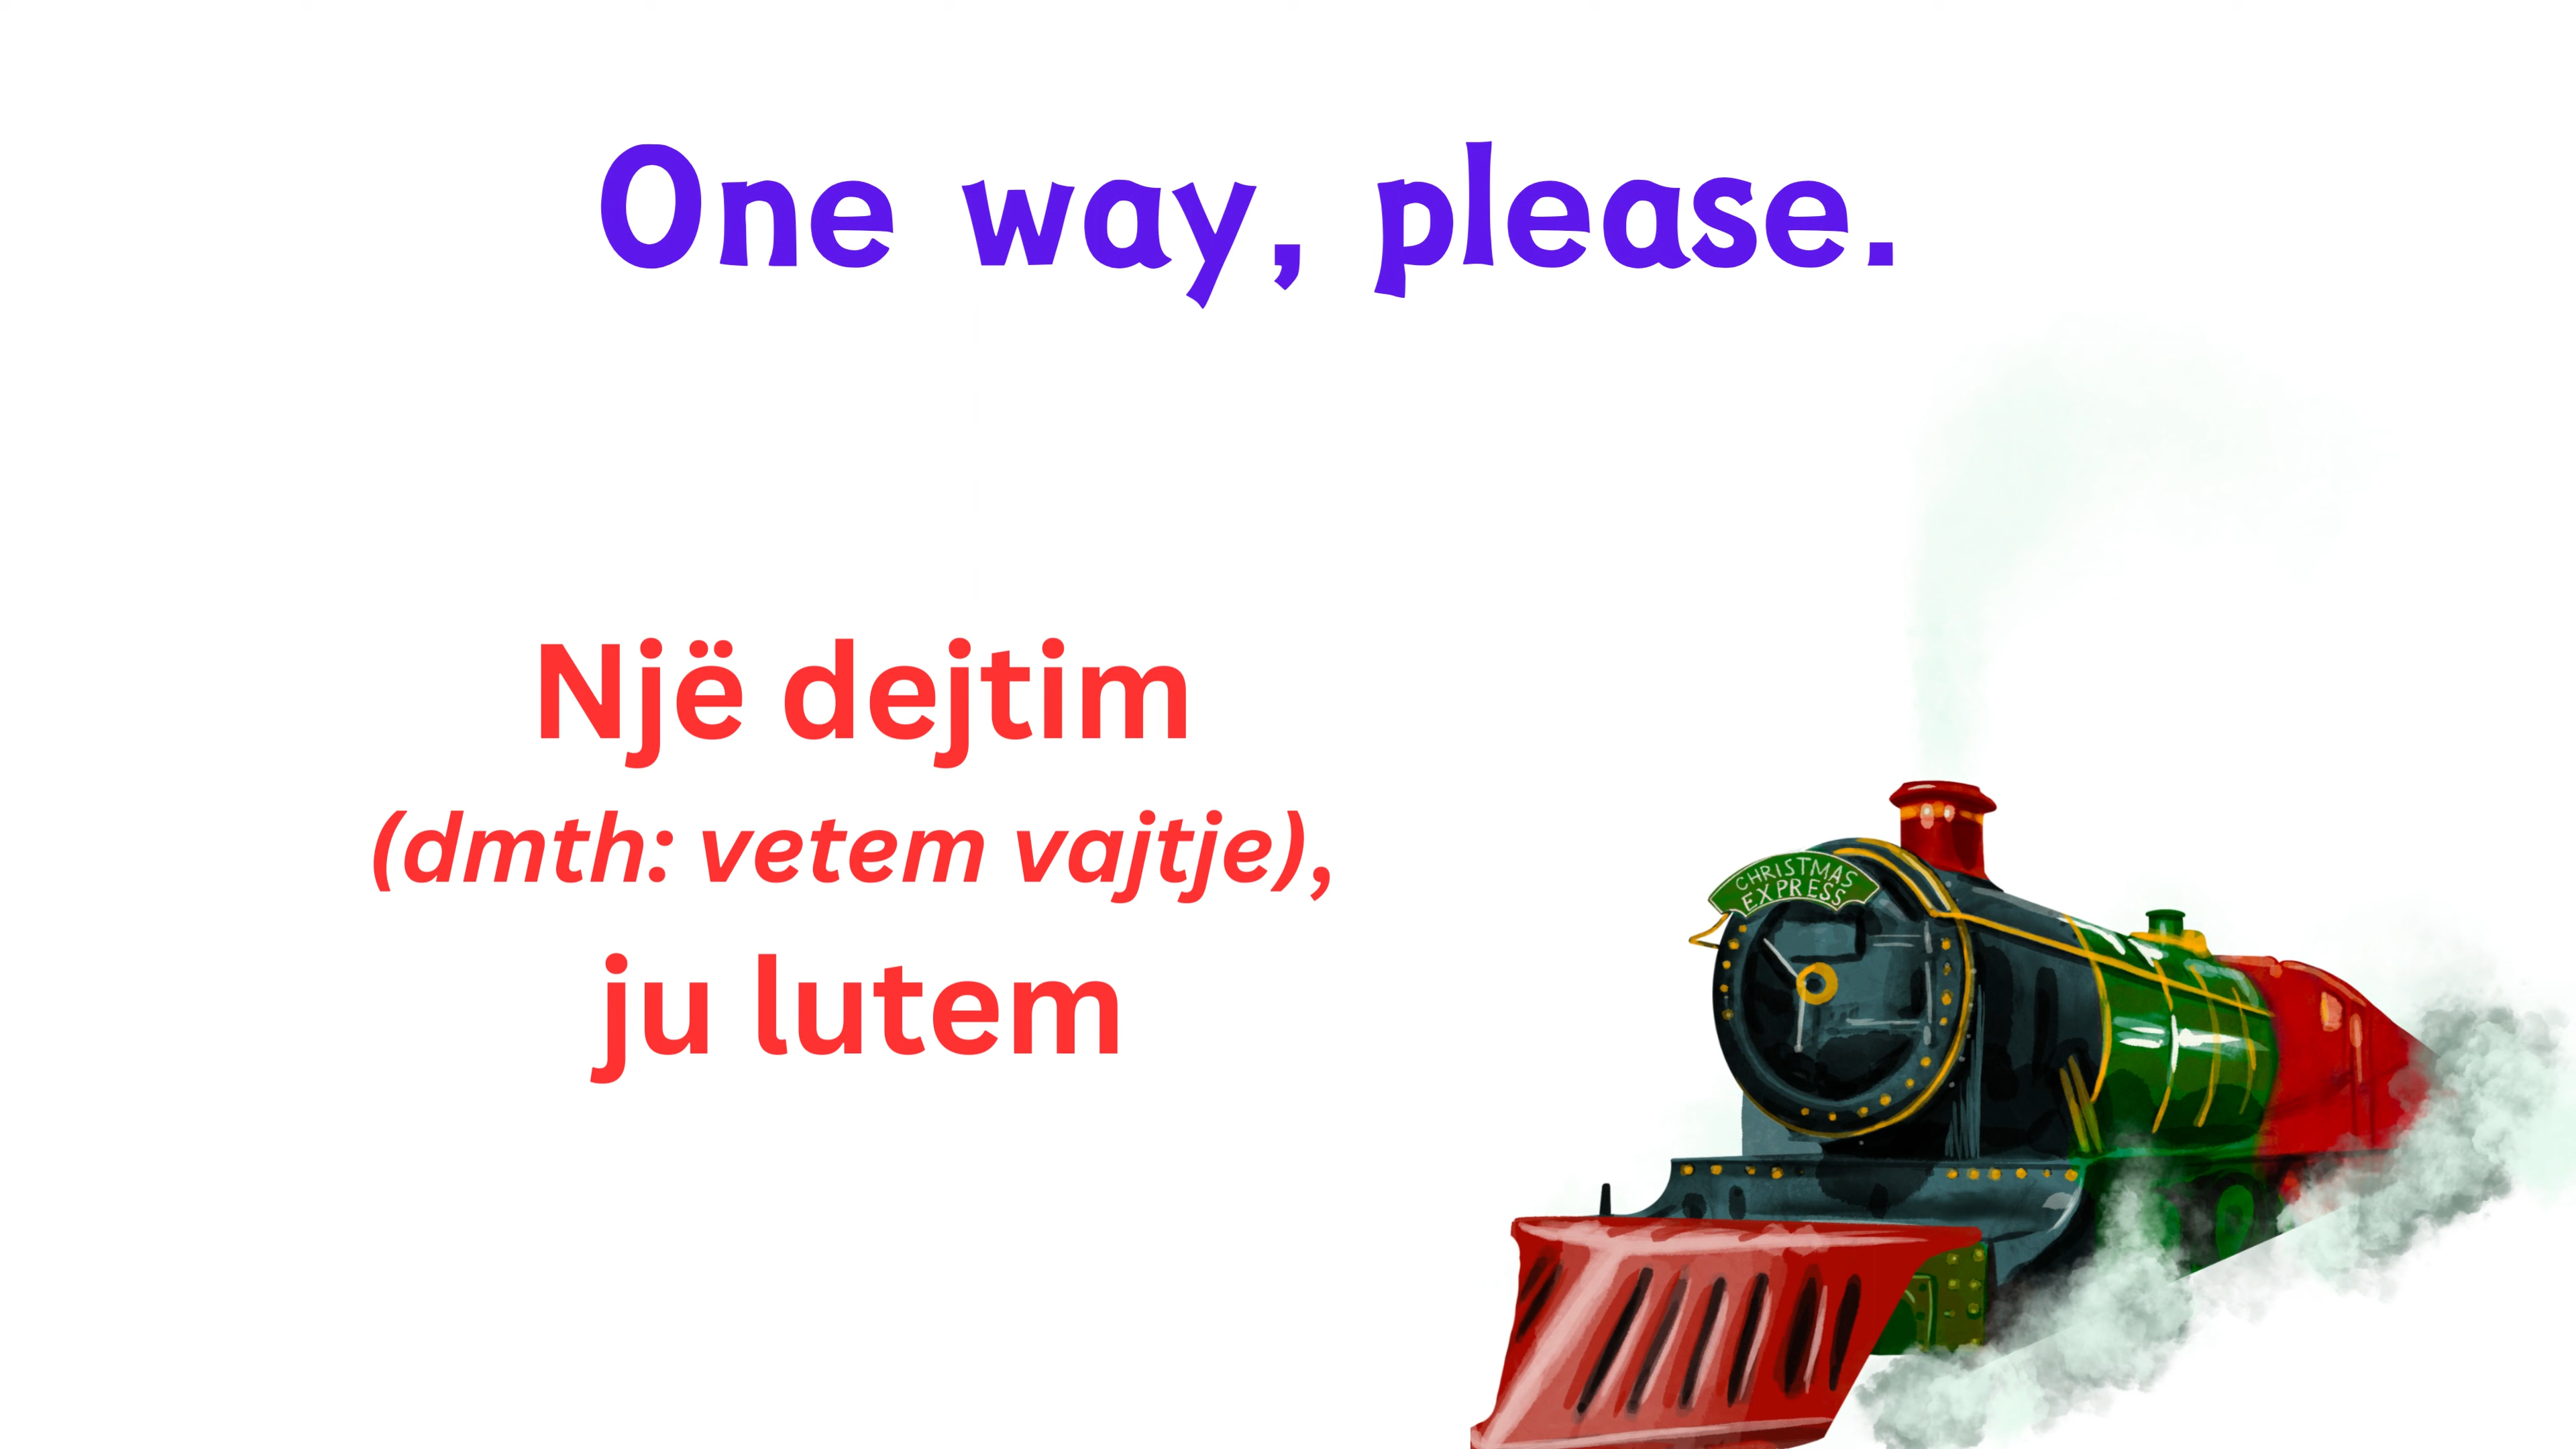 One way, please.
Një dejtim
(dmth: vetem vajtje),
ju lutem
CHRISTMAS
EXPRESS